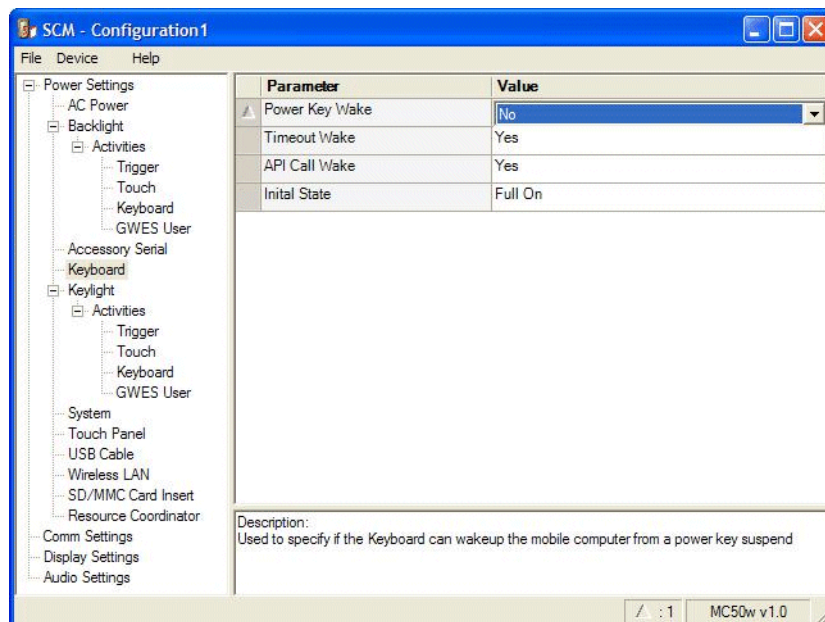 SCM - Configuration1
File Device Help
Power Settings
AC Power
Backlight
Activities
Trigger
Touch
Keyboard
GWES User
Accessory Serial
Keyboard
Keylight
Activities
Trigger
Touch
Keyboard
GWES User
System
Touch Panel
USB Cable
Wireless LAN
SD/MMC Card Insert
Resource Coordinator
Comm Settings
Display Settings
Audio Settings
Parameter Value
Power Key Wake No
Timeout Wake Yes
API Call Wake Yes
Inital State Full On
Description:
Used to specify if the Keyboard can wakeup the mobile computer from a power key suspend
: 1 MC50w v1.0